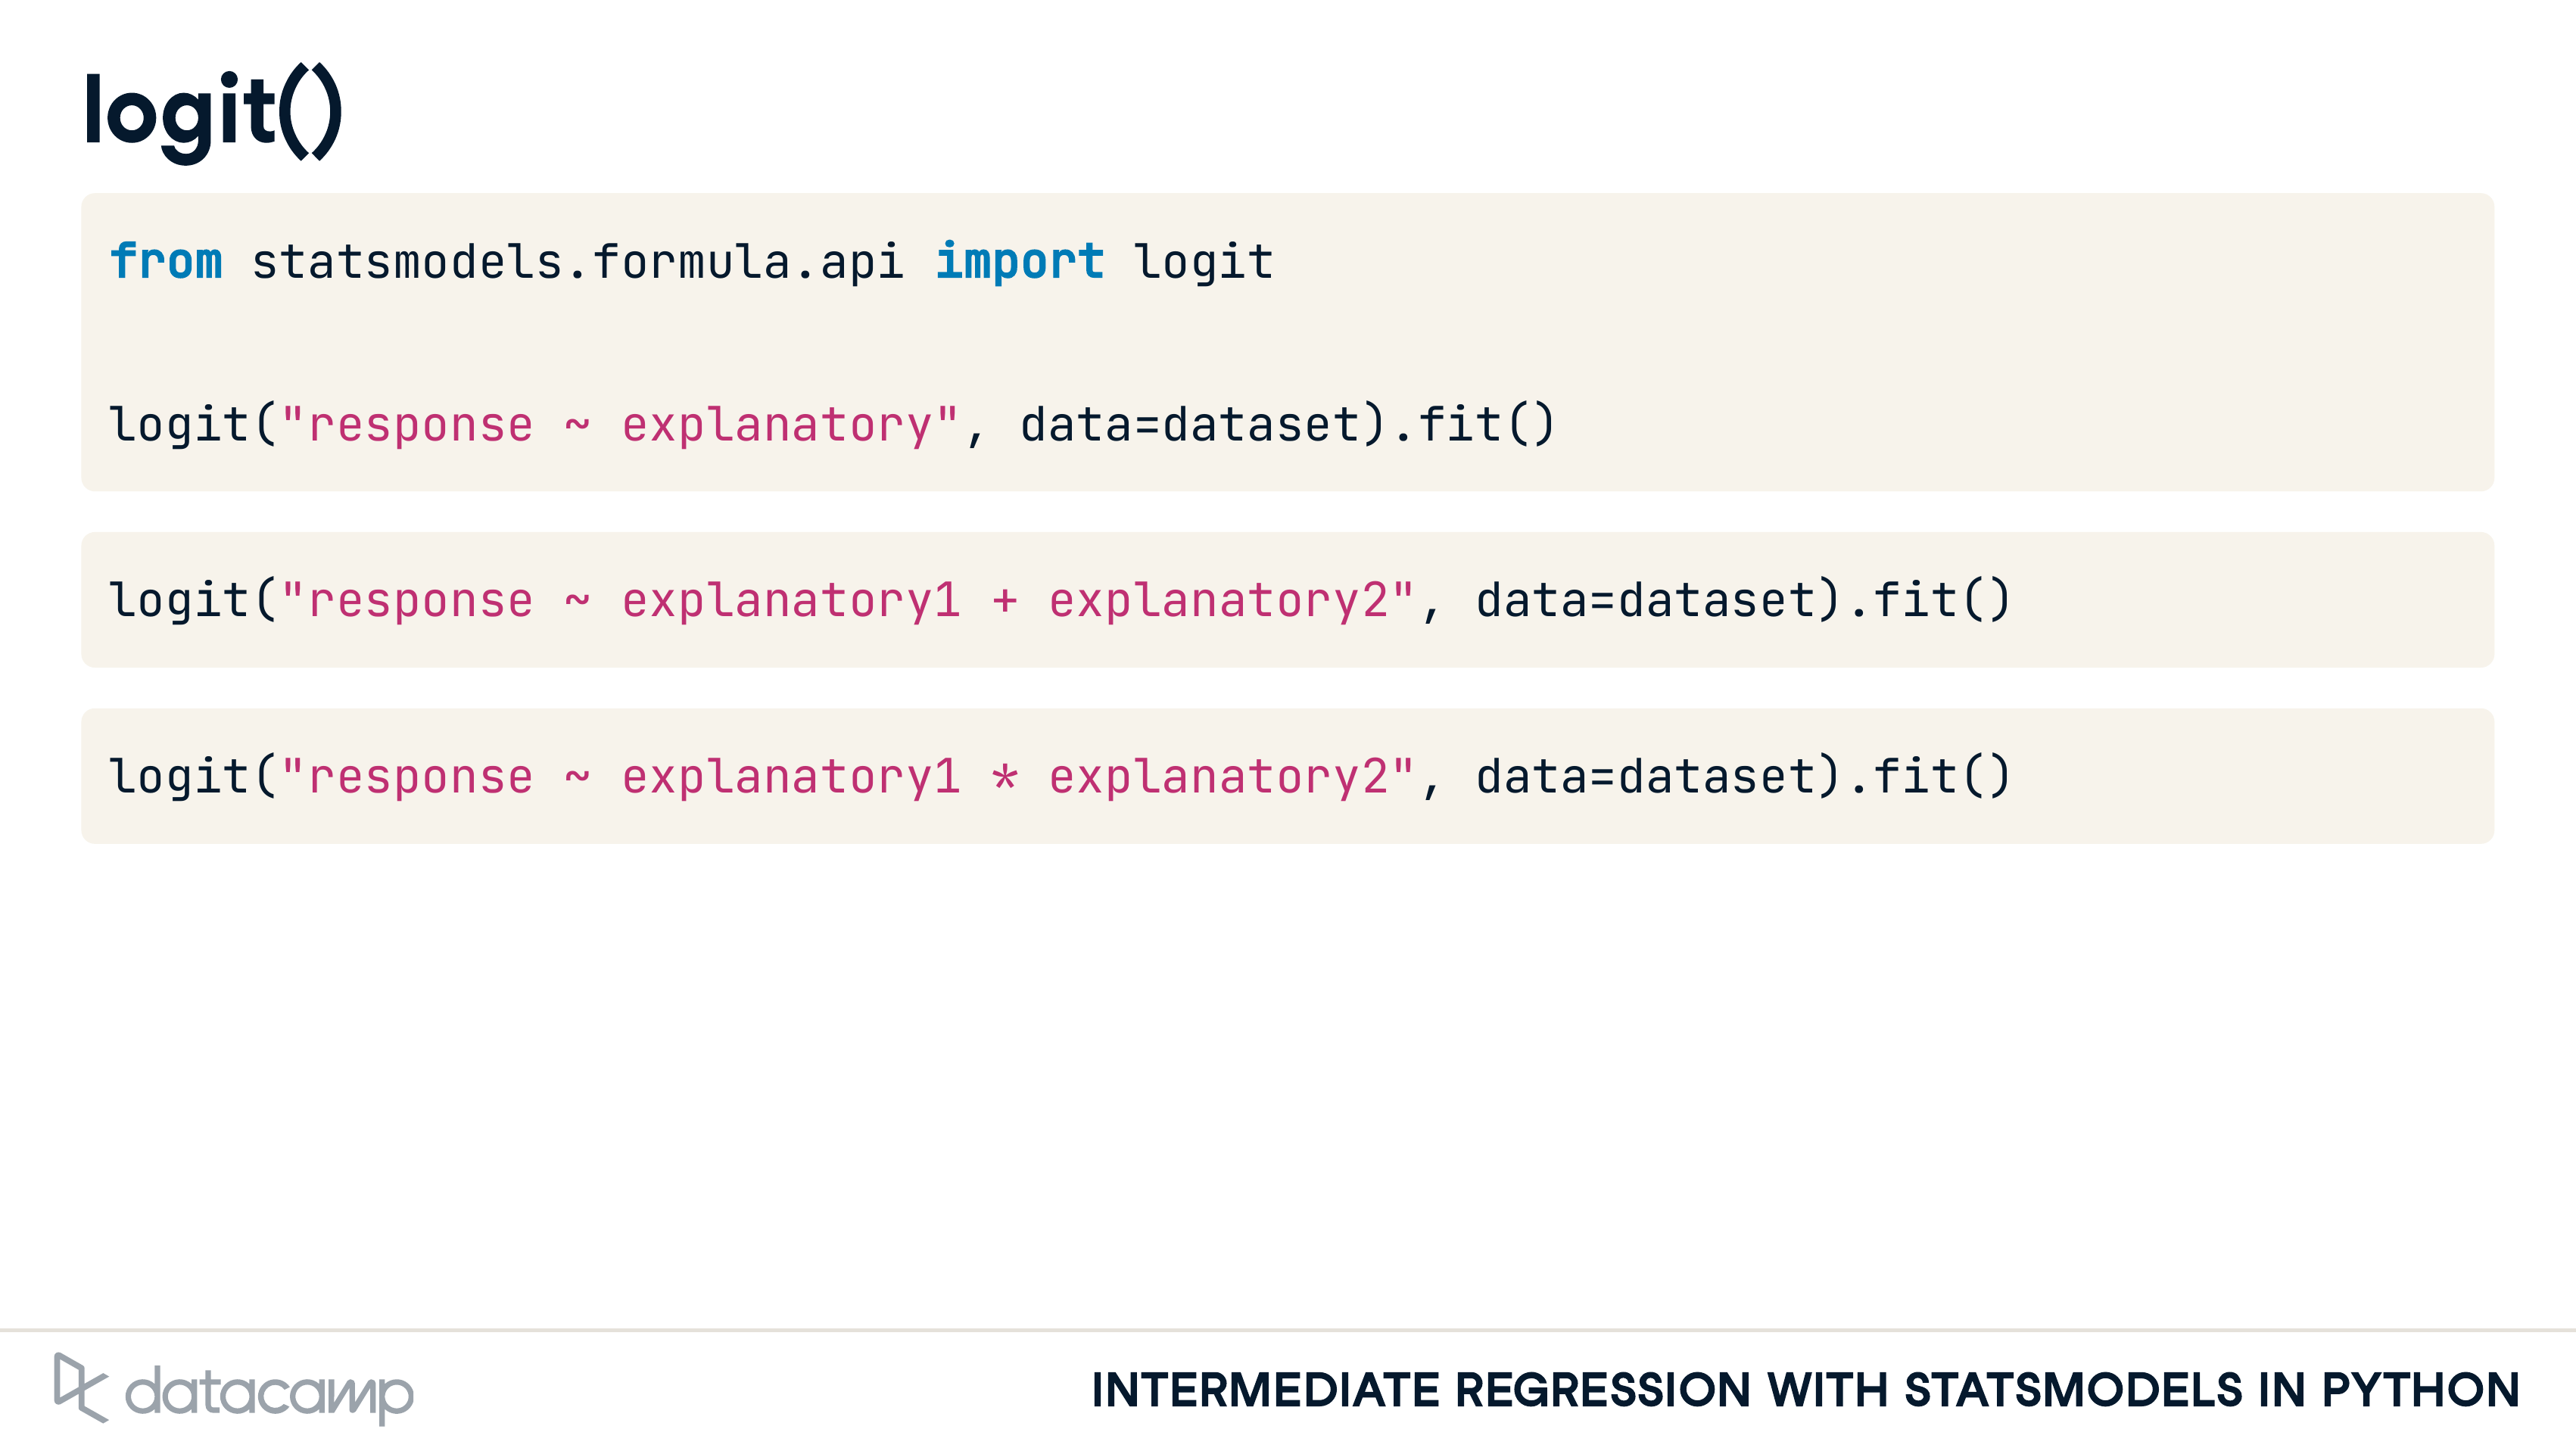 logit()
from statsmodels.formula.api import logit
logit("response ~ explanatory", data=dataset).fit()
logit("response ~ explanatory1 + explanatory2", data=dataset).fit()
logit("response ~ explanatory1 * explanatory2", data=dataset).fit()
datacamp
INTERMEDIATE REGRESSION WITH STATSMODELS IN PYTHON